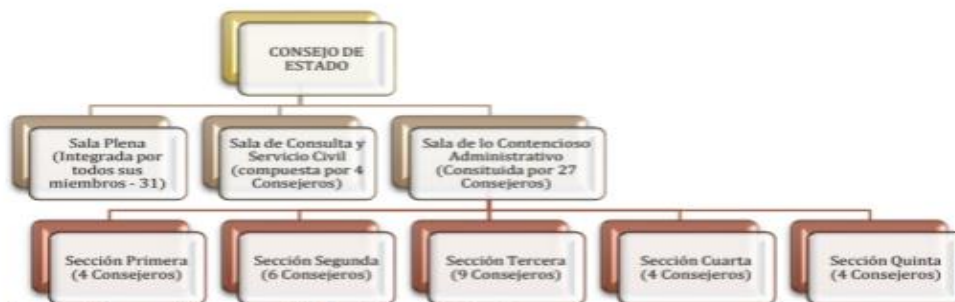 CONSEJO DE
ESTADO
Sala Plena
(Integrada por
todos sus
miembros - 31)
Sala de Consulta y
Servicio Civil
(compuesta por 4
Consejeros)
Sala de lo Contencioso
Administrativo
(Consituida por 27
Consejeros)
Sección Primera
(4 Consejeros)
Sección Segunda
(6 Consejeros)
Sección Tercera
(9 Consejeros)
Sección Cuarta
(4 Consejeros)
Sección Quinta
(4 Consejeros)